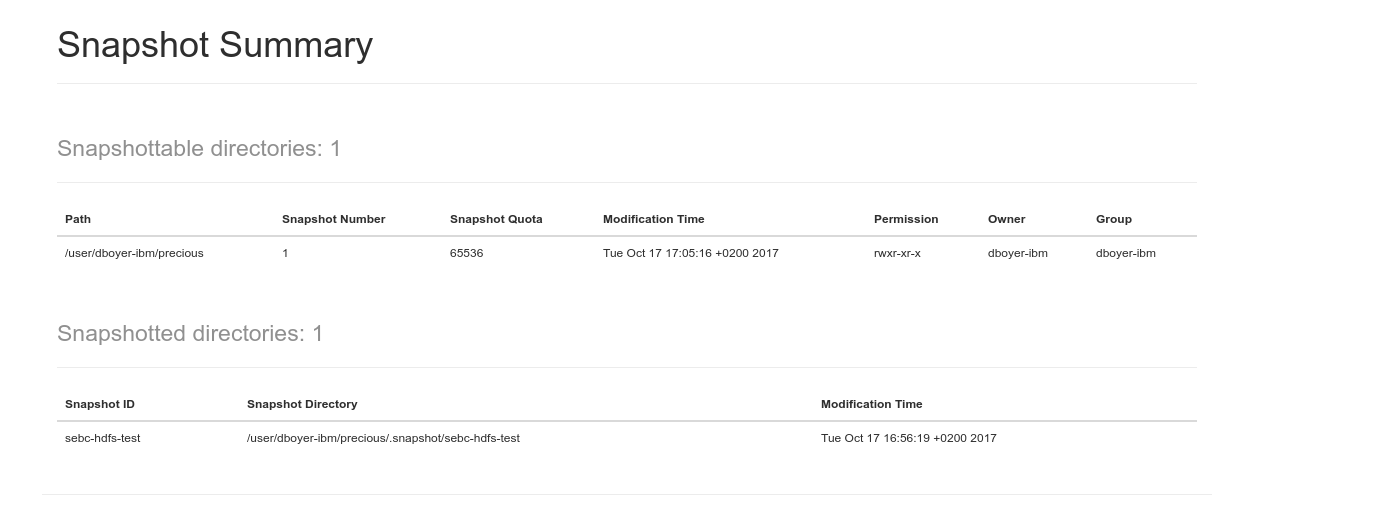 Snapshot Summary
Snapshottable directories: 1
Path Snapshot Number Snapshot Quota Modification Time Permission Owner Group
/user/dboyer-ibm/precious 1 65536 Tue Oct 17 17:05:16 +0200 2017 rwxr-xr-x dboyer-ibm dboyer-ibm
Snapshotted directories: 1
Snapshot ID Snapshot Directory Modification Time
sebc-hdfs-test /user/dboyer-ibm/precious/.snapshot/sebc-hdfs-test Tue Oct 17 16:56:19 +0200 2017